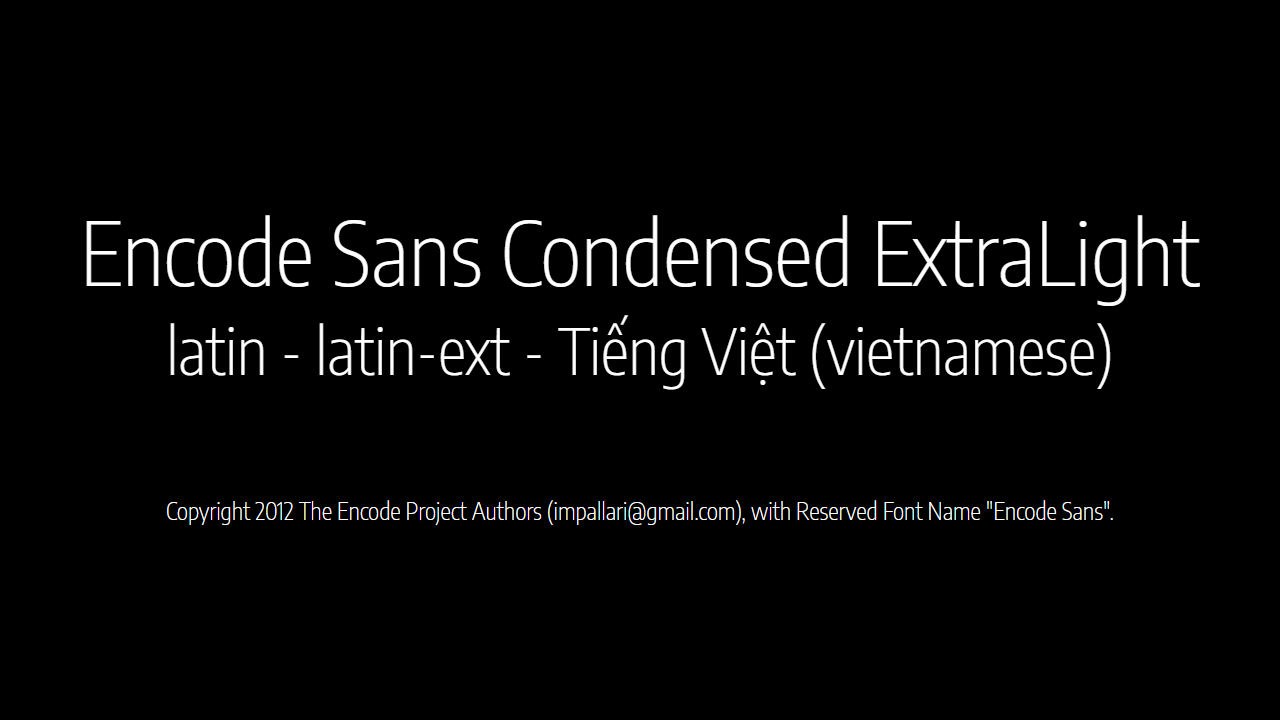 Encode Sans Condensed ExtraLight
latin - latin-ext - Tiếng Việt (vietnamese)
Copyright 2012 The Encode Project Authors (impallari@gmail.com), with Reserved Font Name "Encode Sans".